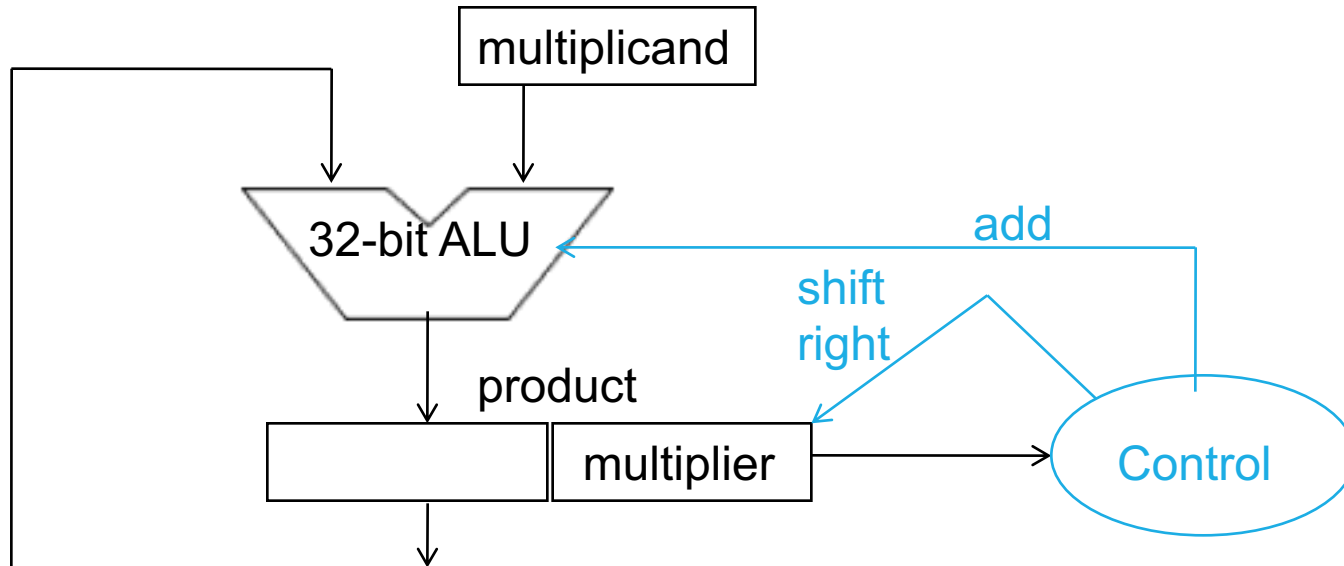 multiplicand
32-bit ALU
add
shift
right
product
multiplier
Control